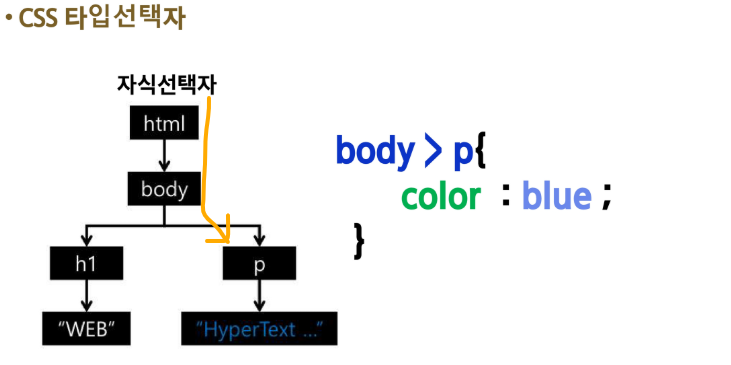 • CSS 타입선택자
자식선택자
html
body
h1
p
"WEB"
"HyperText ..."
body > p{
color : blue ;
}